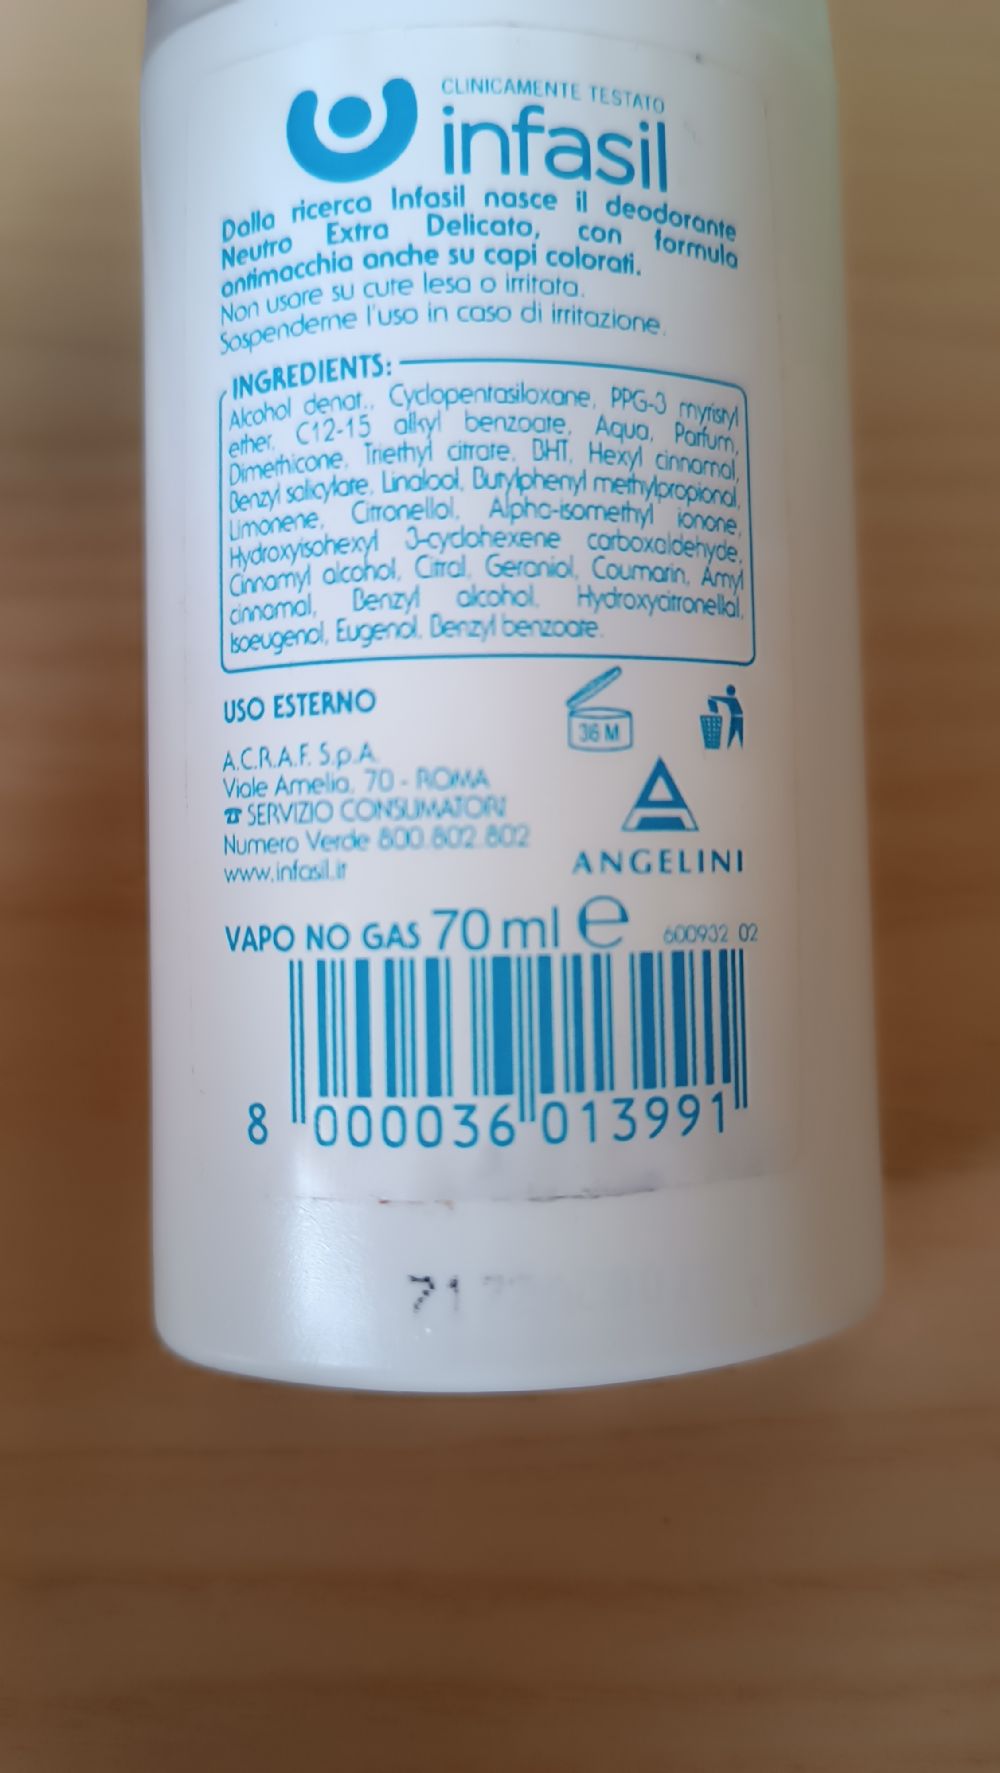 CLINICAMENTE TESTATO
infasil
Dalla ricerca Infasil nasce il deodorante
Neutro Extra Delicato, con formula
antimacchia anche su capi colorati.
Non usare su cute lesa o irritata.
Sospenderne l'uso in caso di irritazione.
INGREDIENTS:
Alcohol denat., Cyclopentasiloxane, PPG-3 myristyl
ether, C12-15 alkyl benzoate, Aqua, Parfum,
Dimethicone, Triethyl citrate, BHT, Hexyl cinnamal,
Benzyl salicylate, Linalool, Butylphenyl methylpropional,
Limonene, Citronellol, Alpha-isomethyl ionone,
Hydroxyisohexyl 3-cyclohexene carboxaldehyde,
Cinnamyl alcohol, Citral, Geraniol, Coumarin, Amyl
cinnamal, Benzyl alcohol, Hydroxycitronellal,
Isoeugenol, Eugenol, Benzyl benzoate.
USO ESTERNO
36 M
A.C.R.A.F. S.p.A.
Viale Amelia, 70 - ROMA
☎ SERVIZIO CONSUMATORI
Numero Verde 800.802.802
www.infasil.it
ANGELINI
VAPO NO GAS 70 ml e
600932 02
8 000036 013991
71